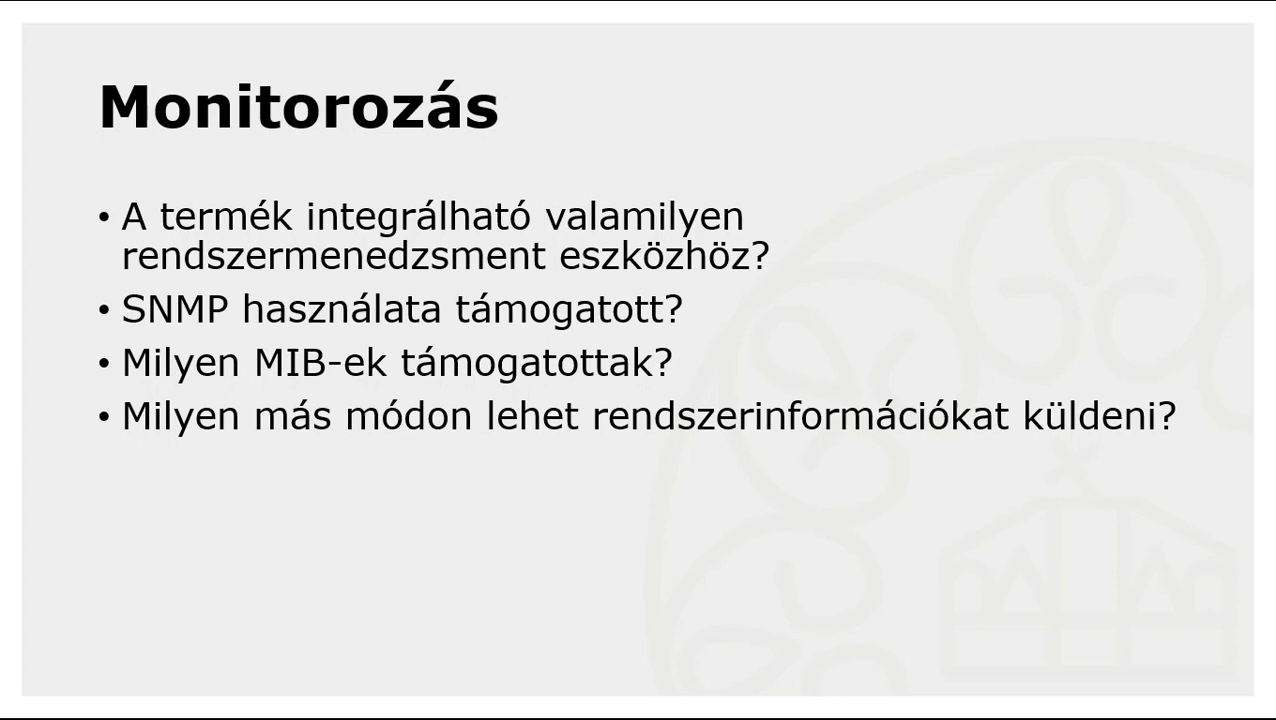 Monitorozás
• A termék integrálható valamilyen
rendszermenedzsment eszközhöz?
• SNMP használata támogatott?
• Milyen MIB-ek támogatottak?
• Milyen más módon lehet rendszerinformációkat küldeni?